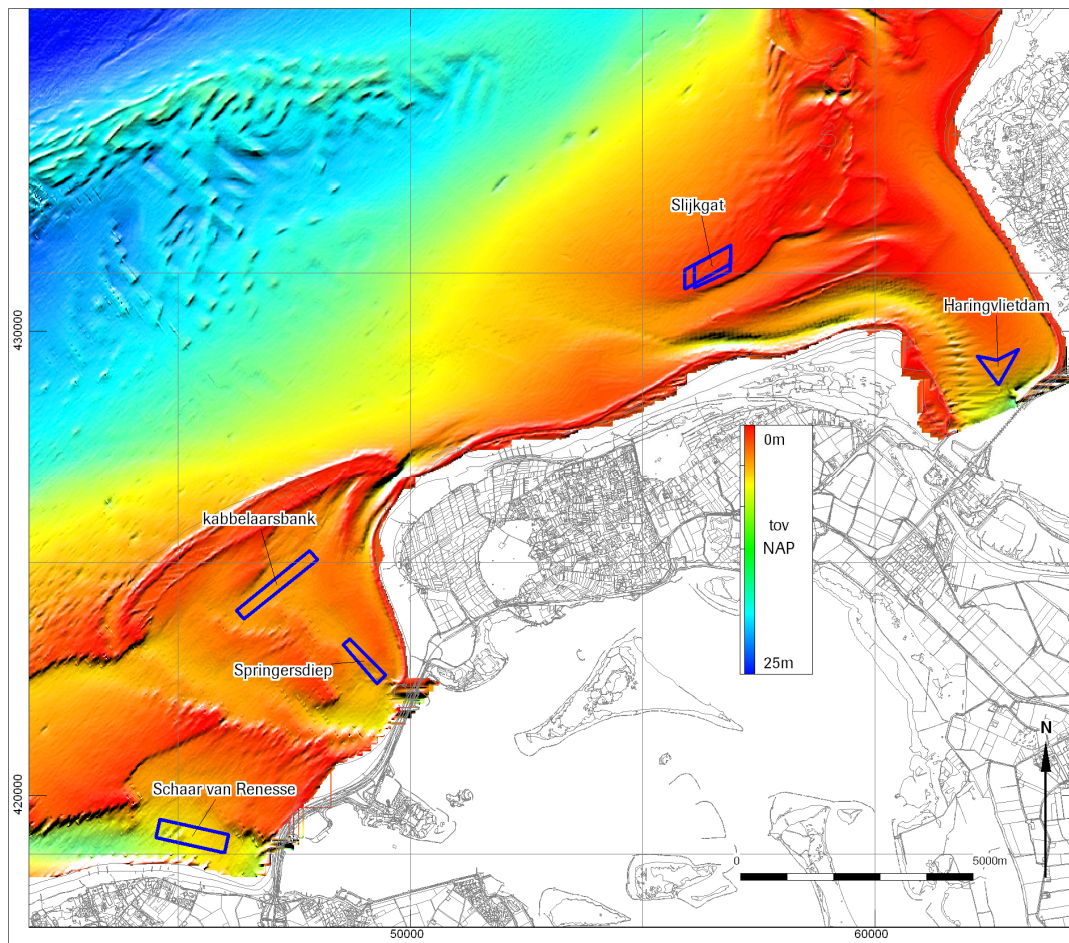 Slijkgat
Haringvlietdam
430000
0m
tov
NAP
25m
kabbelaarsbank
Springersdiep
N
420000
Schaar van Renesse
0
5000m
50000
60000